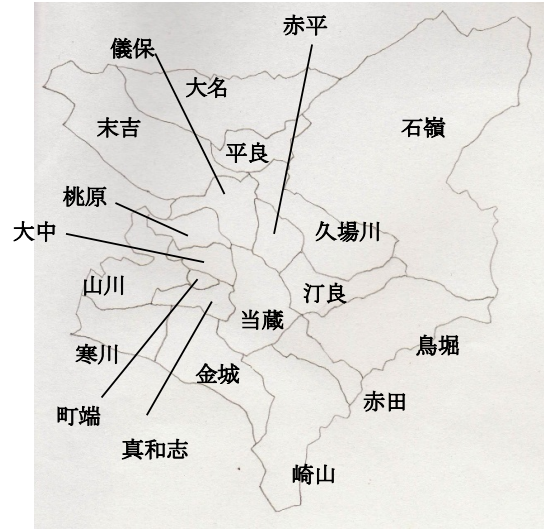 赤平
儀保
大名
末吉
石嶺
平良
桃原
大中
久場川
山川
汀良
当蔵
寒川
金城
鳥堀
町端
赤田
真和志
崎山